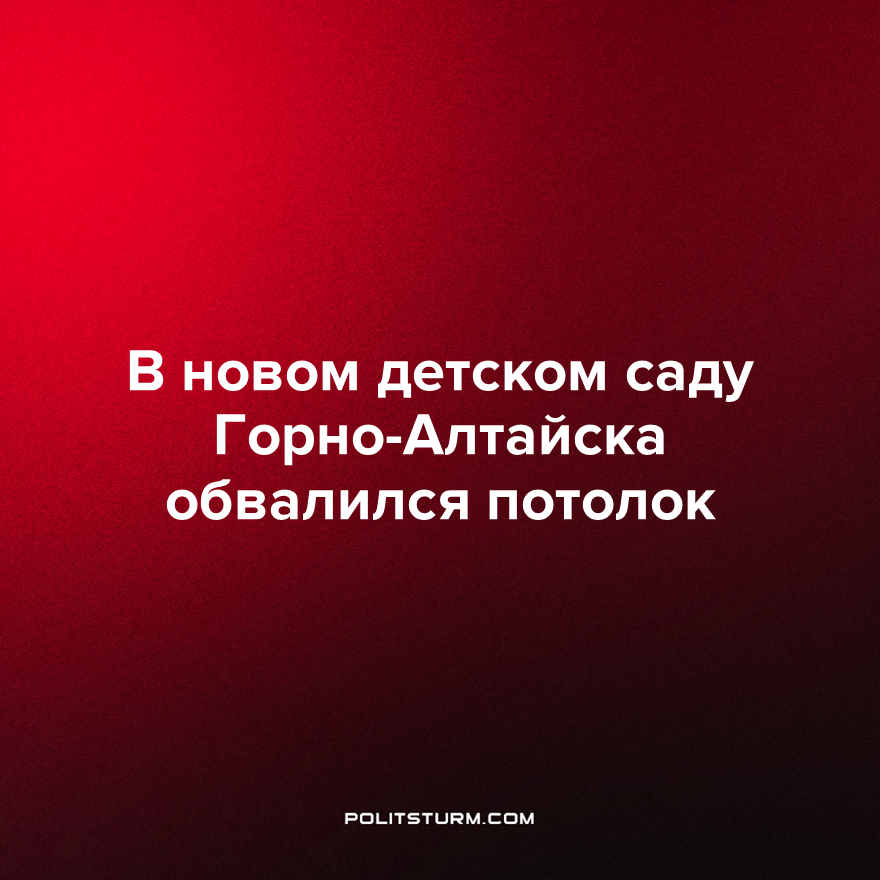 В новом детском саду
Горно-Алтайска
обвалился потолок
POLITSTURM.COM